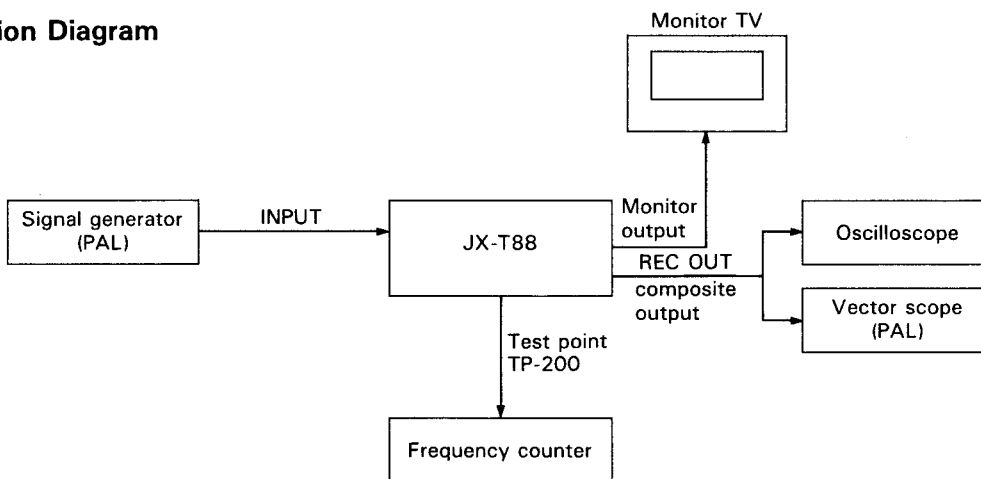 ion Diagram
Monitor TV
Signal generator
(PAL)
INPUT
JX-T88
Monitor
output
REC OUT
composite
output
Oscilloscope
Vector scope
(PAL)
Test point
TP-200
Frequency counter